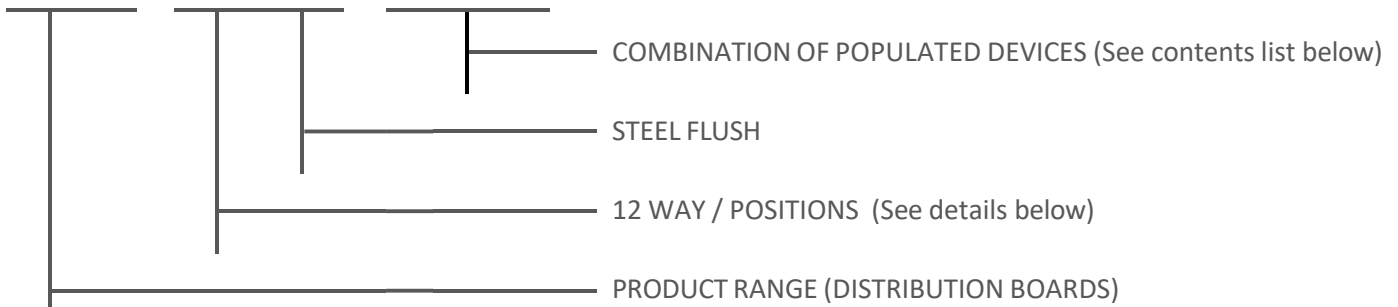 COMBINATION OF POPULATED DEVICES (See contents list below)
STEEL FLUSH
12 WAY / POSITIONS (See details below)
PRODUCT RANGE (DISTRIBUTION BOARDS)